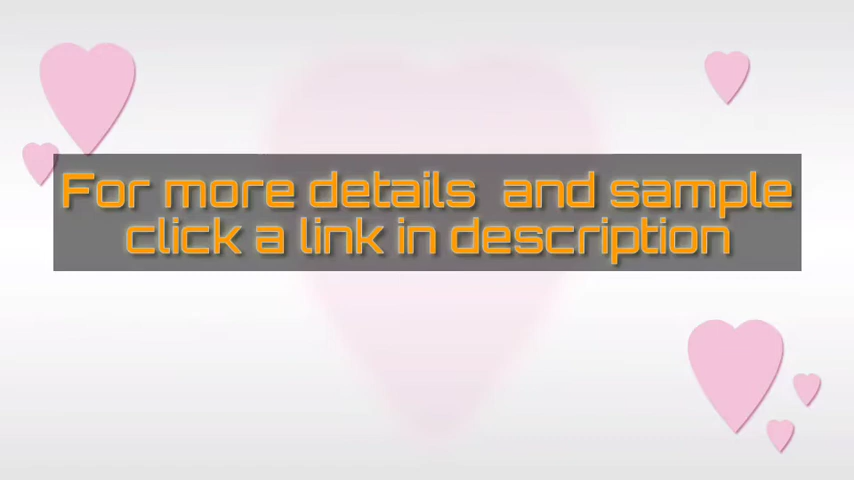 For more details  and sample
click a link in description